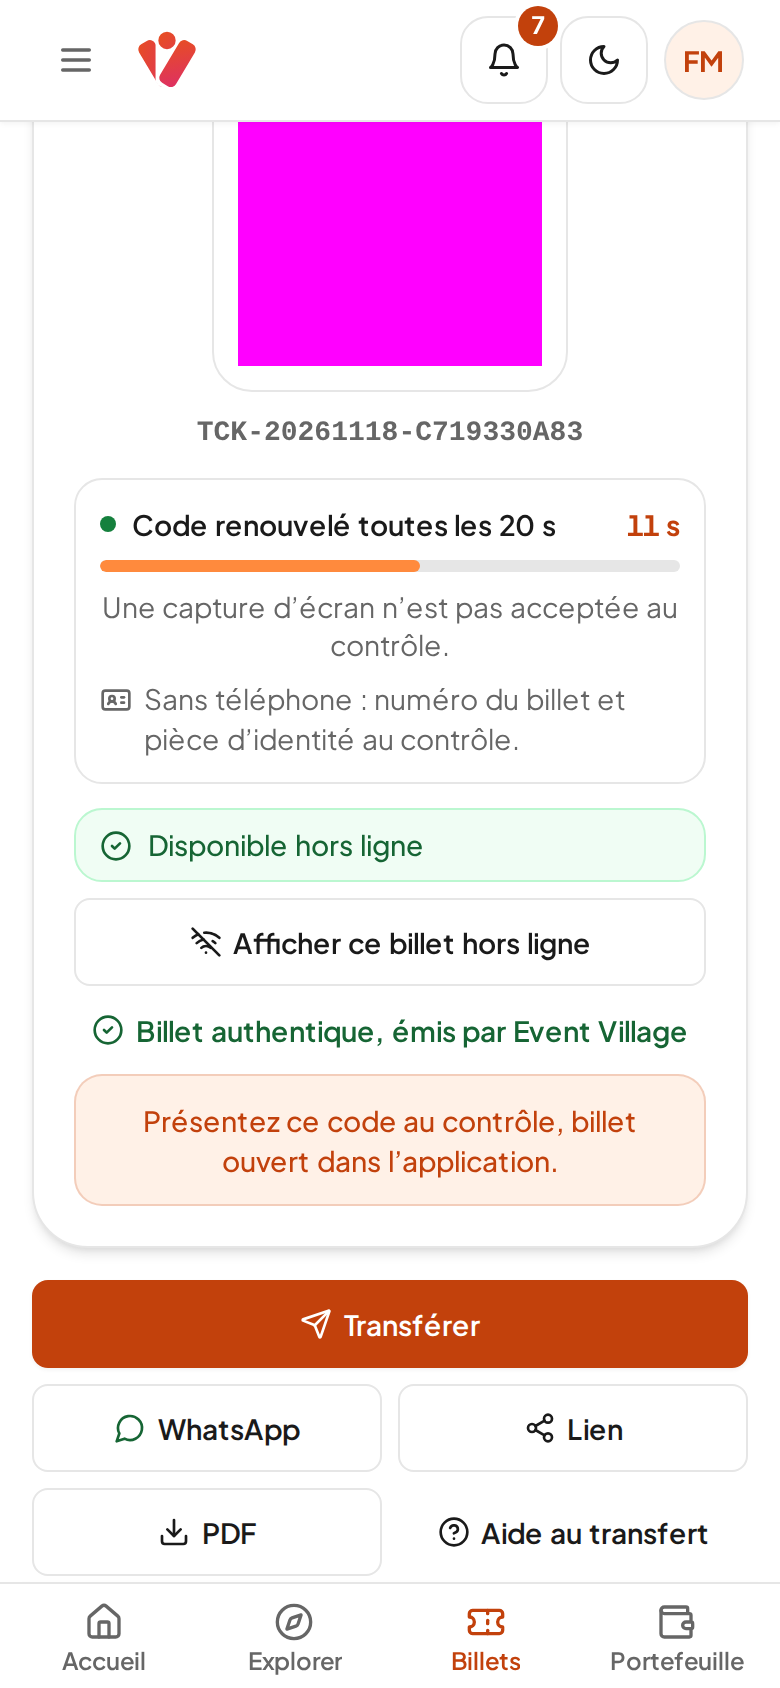 7
FM
TCK-20261118-C719330A83
Code renouvelé toutes les 20 s
11 s
Une capture d’écran n’est pas acceptée au
contrôle.
Sans téléphone : numéro du billet et
pièce d’identité au contrôle.
Disponible hors ligne
Afficher ce billet hors ligne
Billet authentique, émis par Event Village
Présentez ce code au contrôle, billet
ouvert dans l’application.
Transférer
WhatsApp
Lien
PDF
Aide au transfert
Accueil
Explorer
Billets
Portefeuille